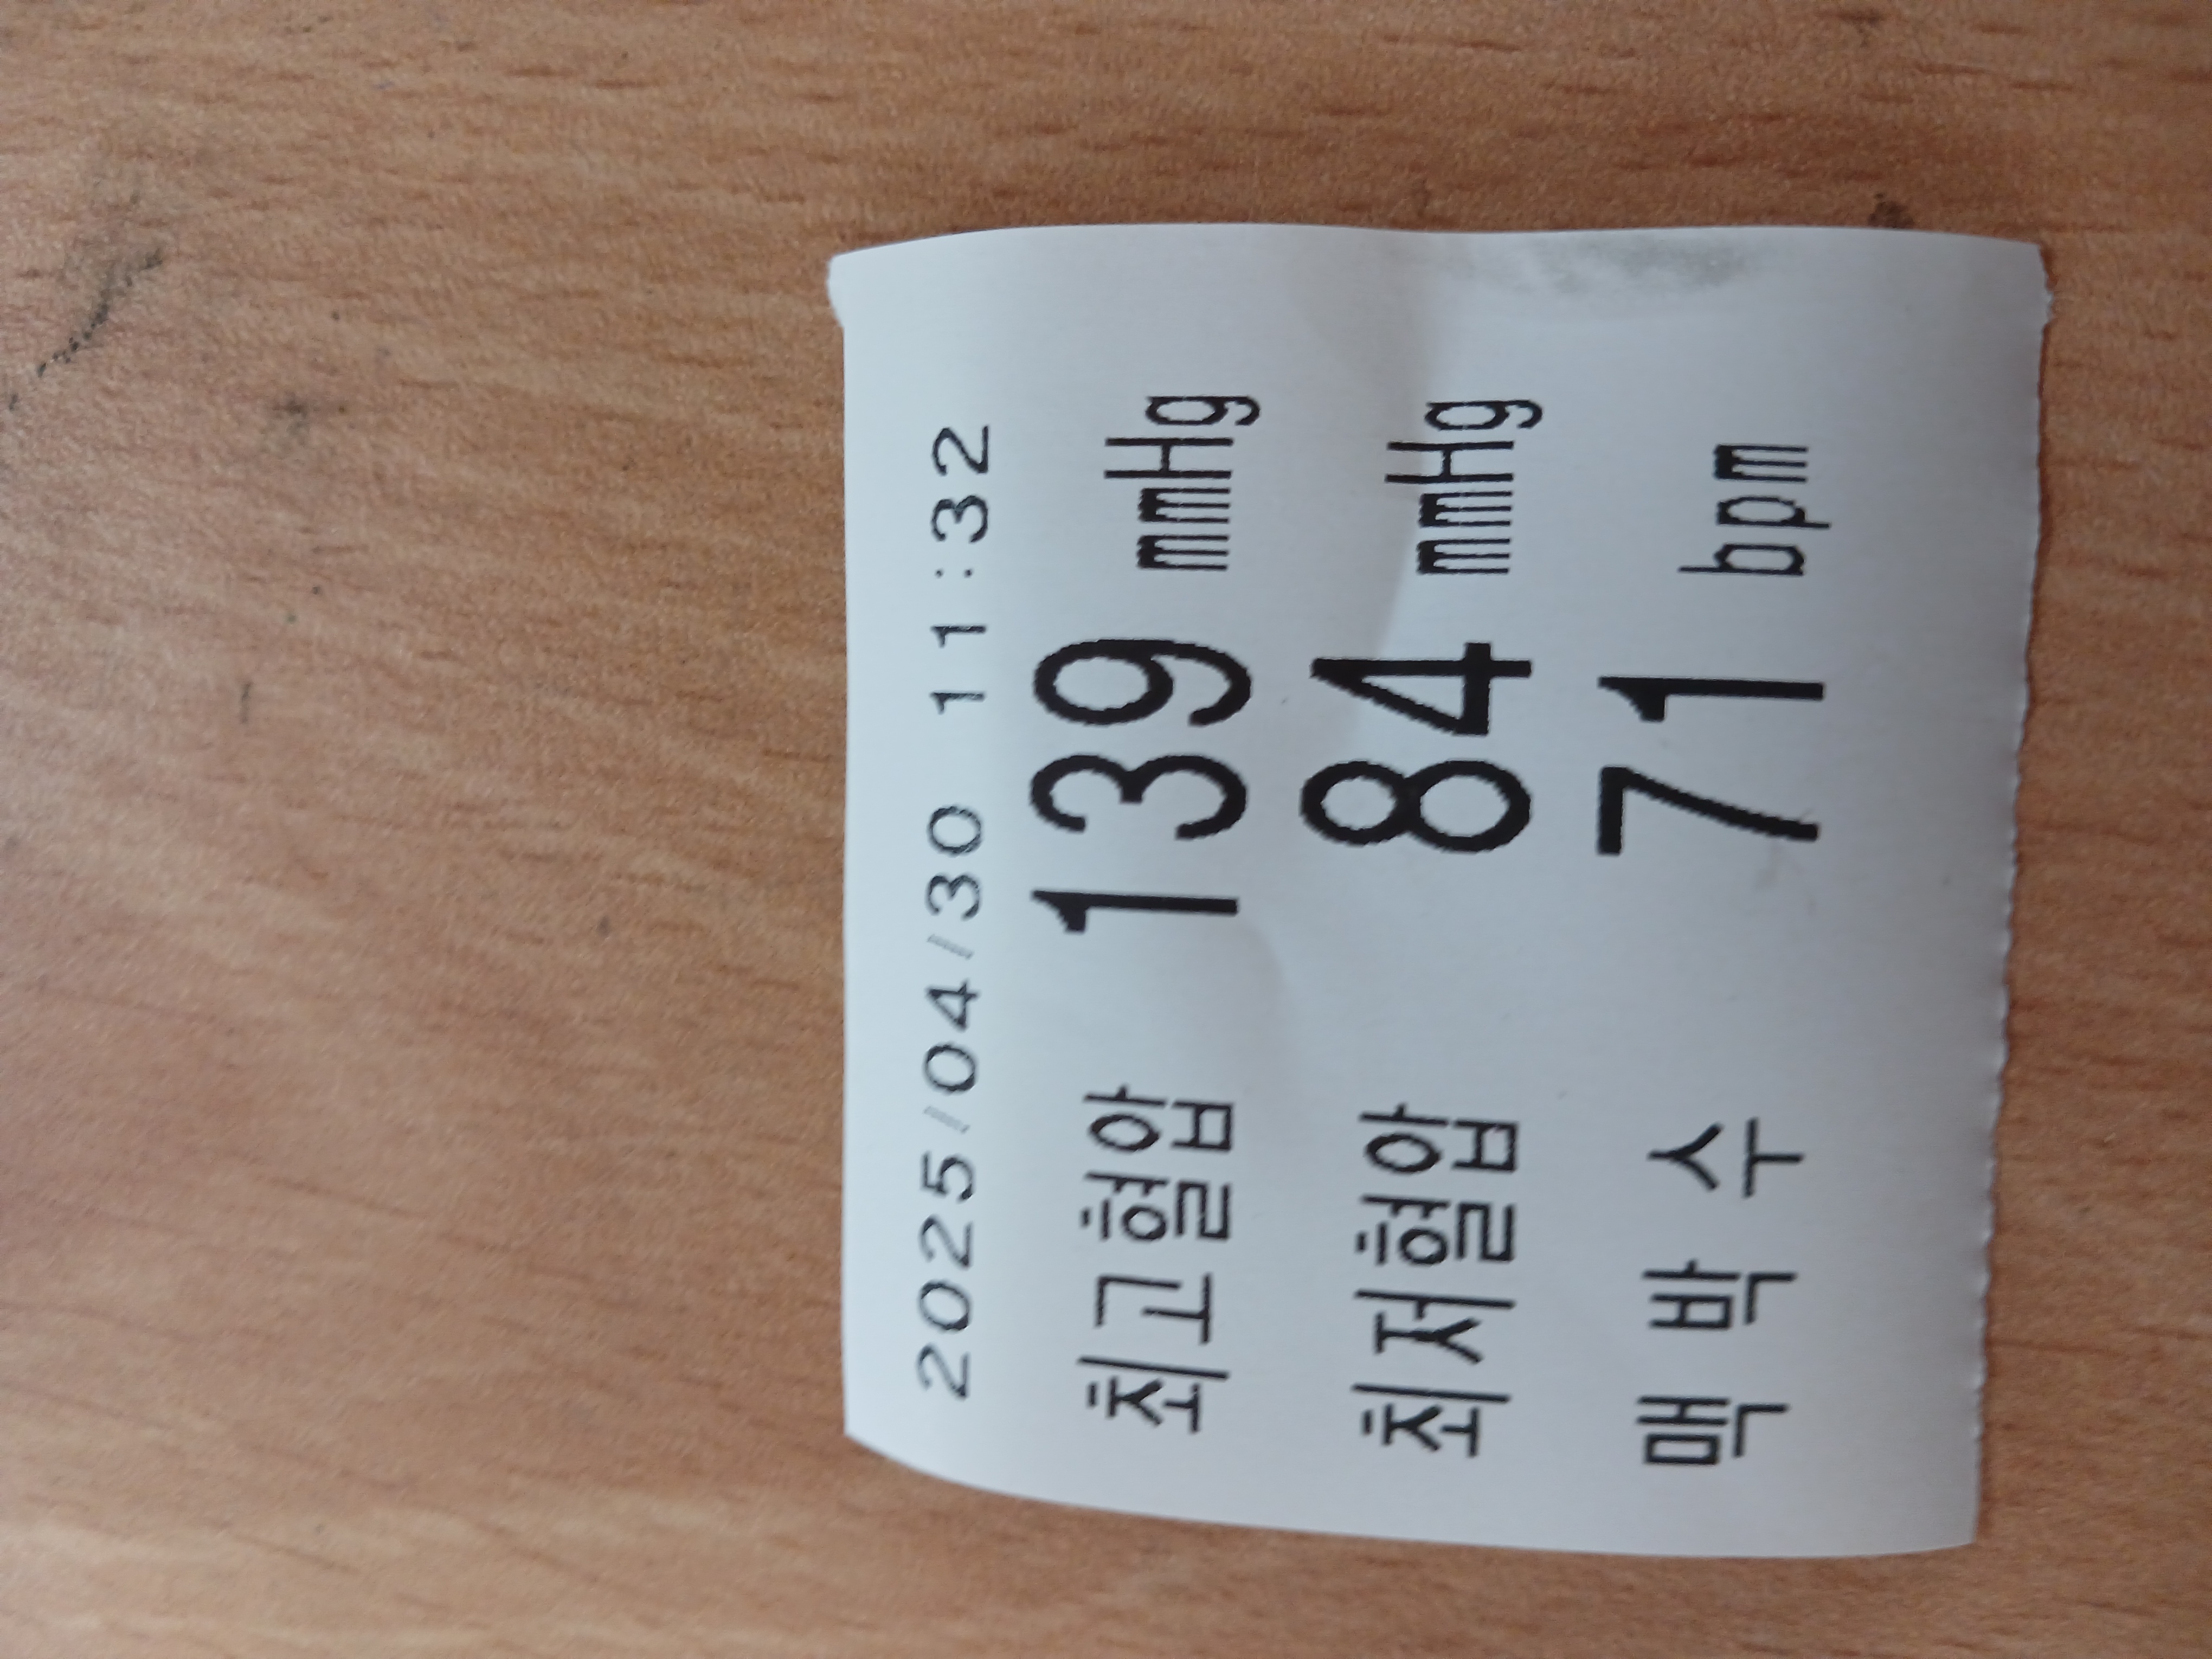 2025/04/30 11:32
최고혈압 139 mmHg
최저혈압 84 mmHg
맥 박 수 71 bpm